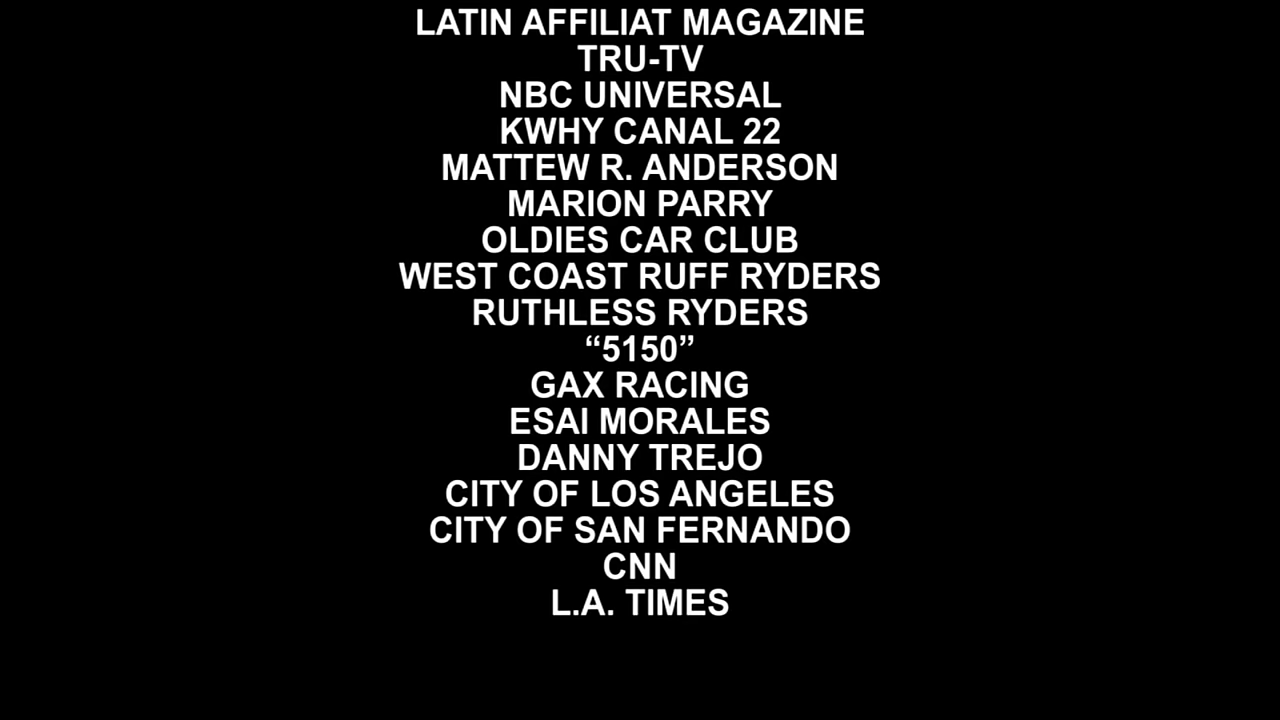 LATIN AFFILIAT MAGAZINE
TRU-TV
NBC UNIVERSAL
KWHY CANAL 22
MATTEW R. ANDERSON
MARION PARRY
OLDIES CAR CLUB
WEST COAST RUFF RYDERS
RUTHLESS RYDERS
“5150”
GAX RACING
ESAI MORALES
DANNY TREJO
CITY OF LOS ANGELES
CITY OF SAN FERNANDO
CNN
L.A. TIMES